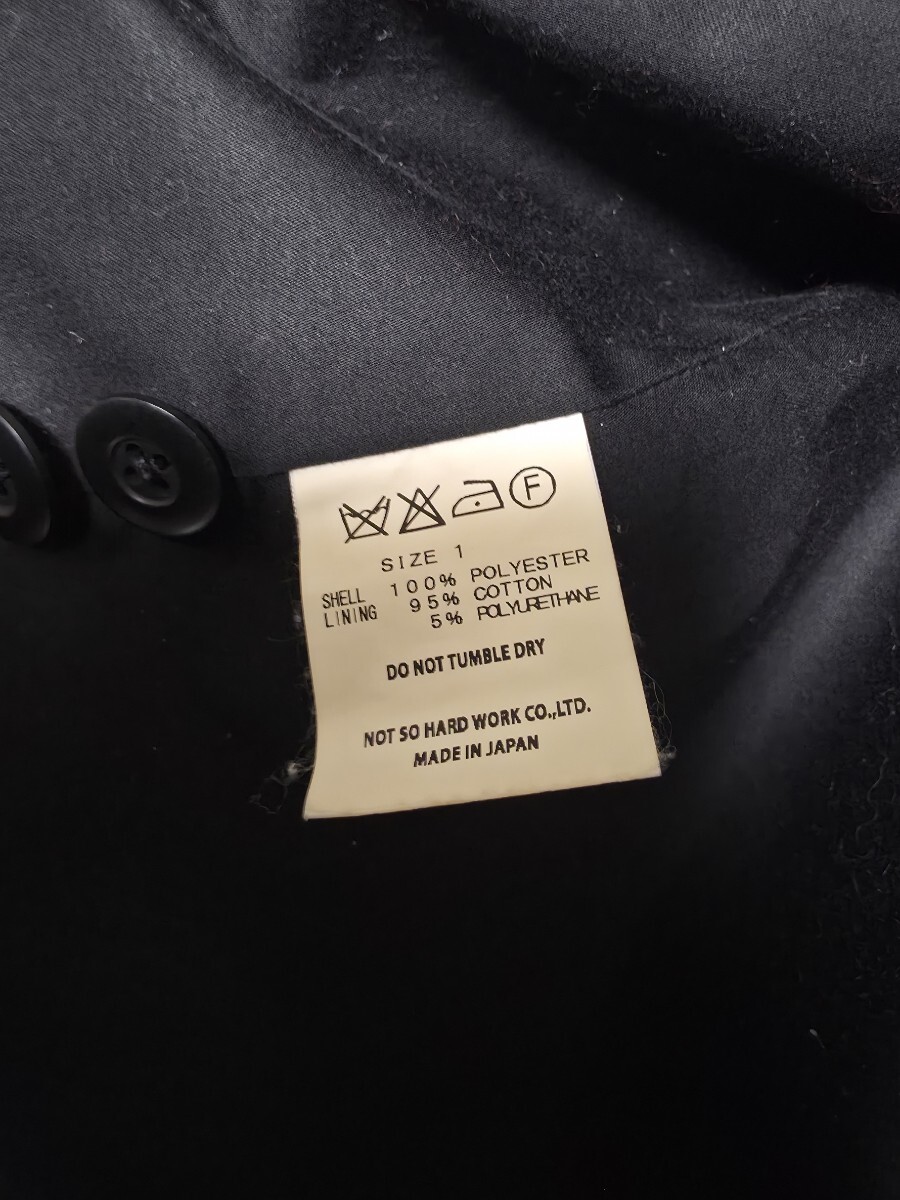 F
SIZE 1
SHELL 100% POLYESTER
LINING 95% COTTON
5% POLYURETHANE
DO NOT TUMBLE DRY
NOT SO HARD WORK CO.,LTD.
MADE IN JAPAN